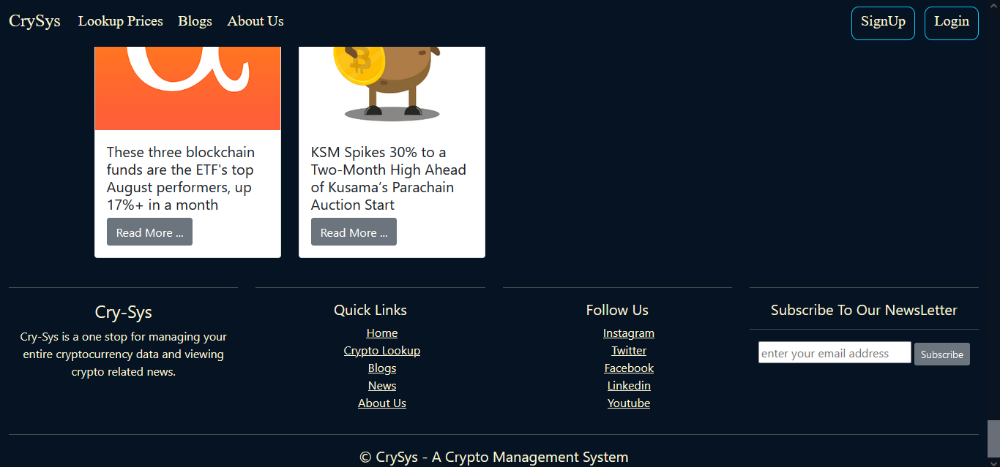 CrySys Lookup Prices Blogs About Us SignUp Login
These three blockchain
funds are the ETF's top
August performers, up
17%+ in a month
Read More ...
KSM Spikes 30% to a
Two-Month High Ahead
of Kusama’s Parachain
Auction Start
Read More ...
Cry-Sys
Cry-Sys is a one stop for managing your
entire cryptocurrency data and viewing
crypto related news.
Quick Links
Home
Crypto Lookup
Blogs
News
About Us
Follow Us
Instagram
Twitter
Facebook
Linkedin
Youtube
Subscribe To Our NewsLetter
enter your email address Subscribe
© CrySys - A Crypto Management System